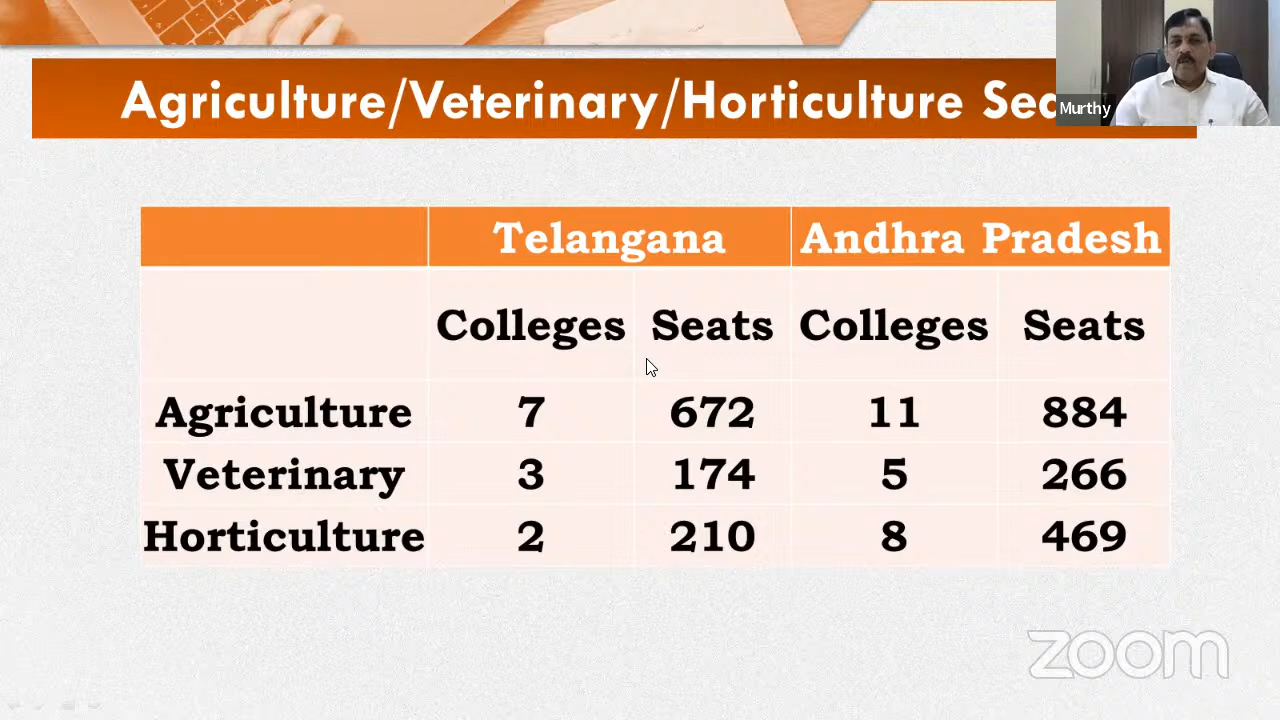 Agriculture/Veterinary/Horticulture
Murthy
Telangana Andhra Pradesh
Colleges Seats Colleges Seats
Agriculture 7 672 11 884
Veterinary 3 174 5 266
Horticulture 2 210 8 469
zoom